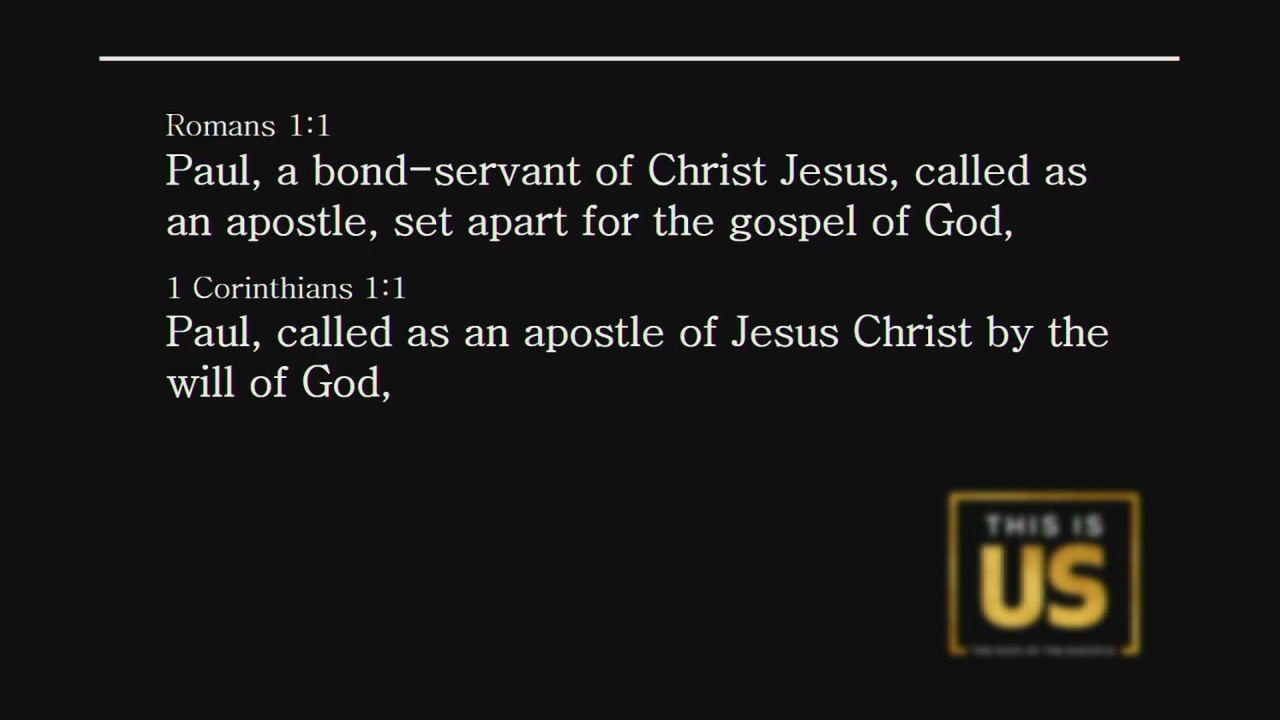 Romans 1:1
Paul, a bond-servant of Christ Jesus, called as
an apostle, set apart for the gospel of God,
1 Corinthians 1:1
Paul, called as an apostle of Jesus Christ by the
will of God,
THIS IS
US